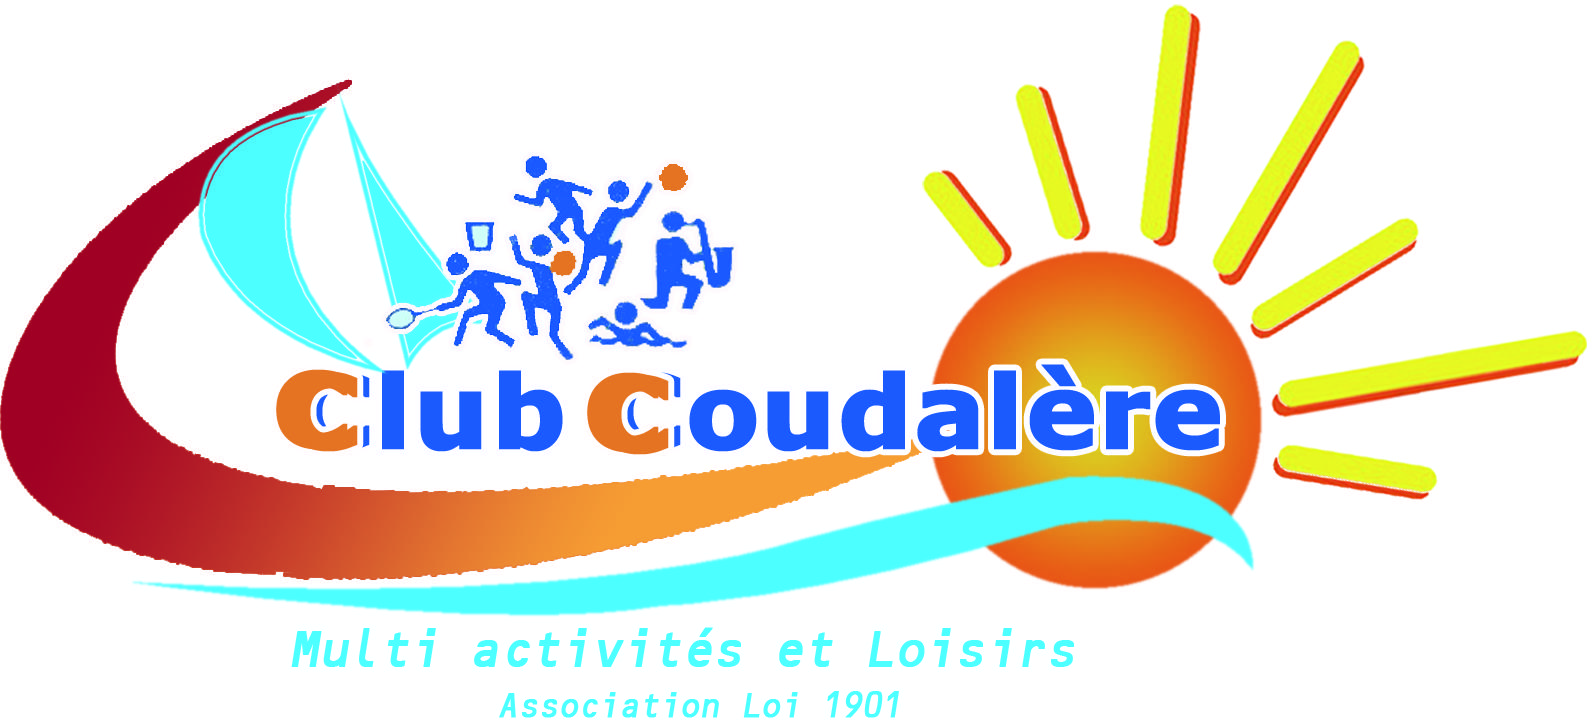 Club Coudalère
Multi activités et Loisirs
Association Loi 1901